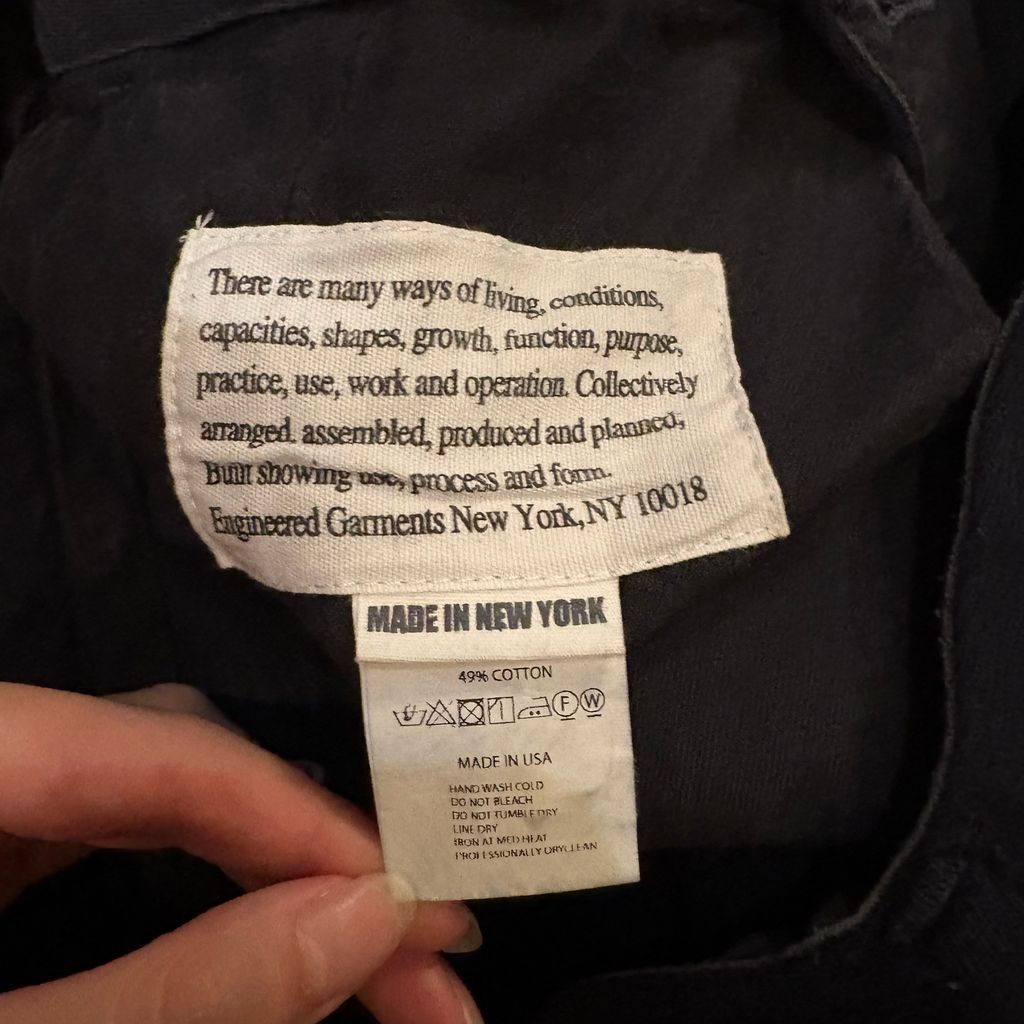 There are many ways of living, conditions,
capacities, shapes, growth, function, purpose,
practice, use, work and operation. Collectively
arranged. assembled, produced and planned;
Built showing use, process and form.
Engineered Garments New York, NY 10018
MADE IN NEW YORK
49% COTTON
F W
MADE IN USA
HAND WASH COLD
DO NOT BLEACH
DO NOT TUMBLE DRY
LINE DRY
IRON AT MED HEAT
PROFESSIONALLY DRYCLEAN